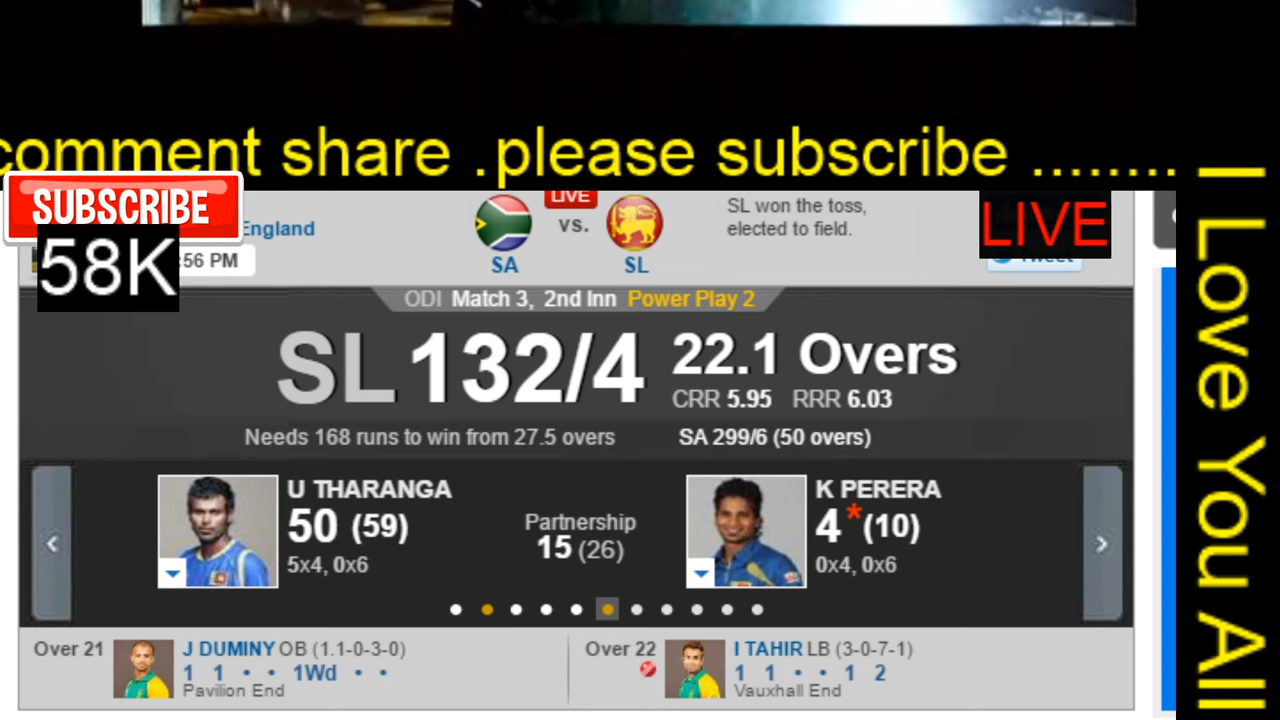 comment share .please subscribe ........
I Love You All
SUBSCRIBE
58K
England
:56 PM
LIVE
vs.
SA
SL
SL won the toss,
elected to field.
LIVE
Tweet
ODI Match 3, 2nd Inn Power Play 2
SL 132/4
22.1 Overs
CRR 5.95 RRR 6.03
Needs 168 runs to win from 27.5 overs
SA 299/6 (50 overs)
U THARANGA
50 (59)
5x4, 0x6
Partnership
15 (26)
K PERERA
4* (10)
0x4, 0x6
Over 21
J DUMINY OB (1.1-0-3-0)
1 1 • • 1Wd • •
Pavilion End
Over 22
I TAHIR LB (3-0-7-1)
1 1 • • 1 2
Vauxhall End